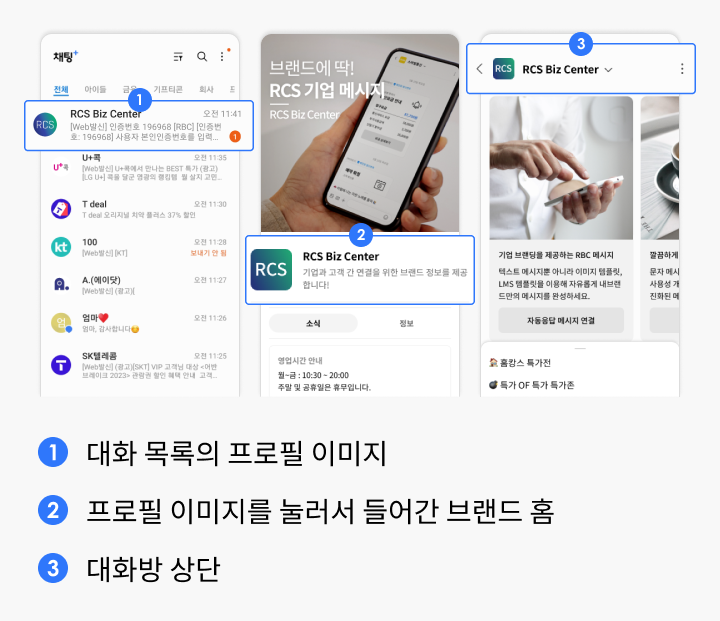 채팅+
전체 아이들 금융 기프티콘 회사
1
RCS
RCS Biz Center
오전 11:41
[Web발신] 인증번호 196968 [RBC] [인증번
호: 196968] 사용자 본인인증번호를 입력...
1
U+콕
오전 11:35
[Web발신] U+콕에서 만나는 BEST 특가 (광고)
T deal
오전 11:30
T deal 오리지널 치약 플러스 37% 할인
kt
100
오전 11:28
[Web발신] [KT]
보내기 안 됨
A.(에이닷)
오전 11:27
[Web발신] (광고)[
엄
엄마❤️
오전 11:26
엄마, 감사합니다
SK텔레콤
오전 11:25
[Web발신] (광고)[SKT] VIP 고객님 대상 <어반
브레이크 2023> 관람권 할인 혜택 안내 고객...
브랜드에 딱!
RCS 기업 메시지
RCS Biz Center
2
RCS
RCS Biz Center
기업과 고객 간 연결을 위한 브랜드 정보를 제공
합니다!
소식 정보
영업시간 안내
월~금 : 10:30 ~ 20:00
주말 및 공휴일은 휴무입니다.
3
RCS
RCS Biz Center
기업 브랜딩을 제공하는 RBC 메시지
텍스트 메시지뿐 아니라 이미지 템플릿,
LMS 템플릿을 이용해 자유롭게 내브랜
드만의 메시지를 완성하세요.
자동응답 메시지 연결
깔끔하게
문자 메시
사용성 개
진화된 메
홈캉스 특가전
특가 OF 특가 특가존
1 대화 목록의 프로필 이미지
2 프로필 이미지를 눌러서 들어간 브랜드 홈
3 대화방 상단